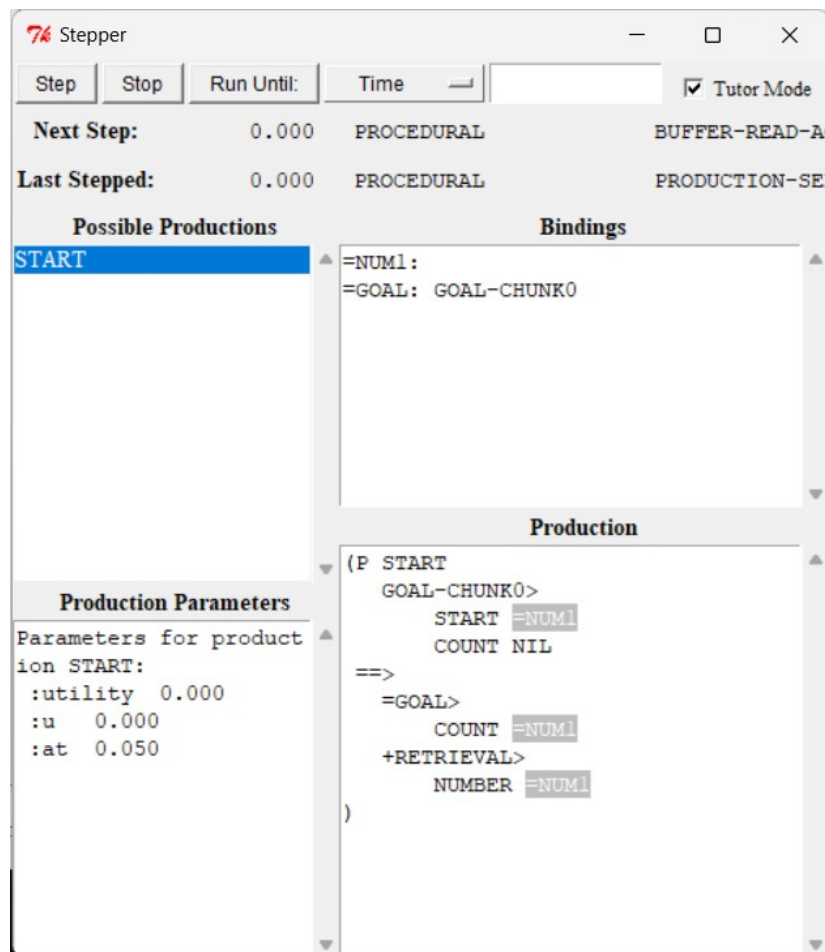 Stepper
Step Stop Run Until: Time Tutor Mode
Next Step: 0.000 PROCEDURAL BUFFER-READ-A
Last Stepped: 0.000 PROCEDURAL PRODUCTION-SE
Possible Productions
START
Bindings
=NUM1:
=GOAL: GOAL-CHUNK0
Production Parameters
Parameters for product
ion START:
:utility 0.000
:u 0.000
:at 0.050
Production
(P START
GOAL-CHUNK0>
START =NUM1
COUNT NIL
==>
=GOAL>
COUNT =NUM1
+RETRIEVAL>
NUMBER =NUM1
)